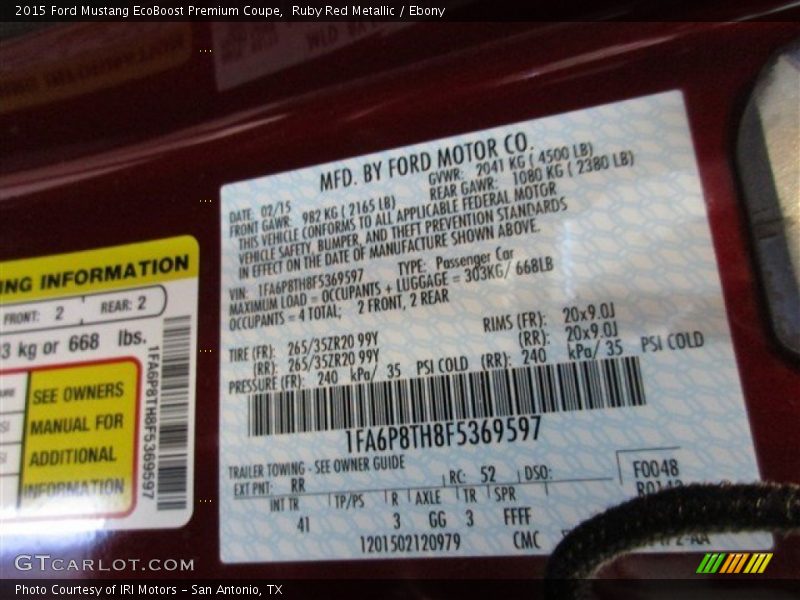 2015 Ford Mustang EcoBoost Premium Coupe, Ruby Red Metallic / Ebony
MFD. BY FORD MOTOR CO.
DATE: 02/15 GVWR: 2041 KG ( 4500 LB)
FRONT GAWR: 982 KG ( 2165 LB) REAR GAWR: 1080 KG ( 2380 LB)
THIS VEHICLE CONFORMS TO ALL APPLICABLE FEDERAL MOTOR
VEHICLE SAFETY, BUMPER, AND THEFT PREVENTION STANDARDS
IN EFFECT ON THE DATE OF MANUFACTURE SHOWN ABOVE.
VIN: 1FA6P8TH8F5369597 TYPE: Passenger Car
MAXIMUM LOAD = OCCUPANTS + LUGGAGE = 303KG/ 668LB
OCCUPANTS = 4 TOTAL; 2 FRONT, 2 REAR
TIRE (FR): 265/35ZR20 99Y RIMS (FR): 20x9.0J
(RR): 265/35ZR20 99Y (RR): 20x9.0J
PRESSURE (FR): 240 kPa/ 35 PSI COLD (RR): 240 kPa/ 35 PSI COLD
1FA6P8TH8F5369597
TRAILER TOWING - SEE OWNER GUIDE
EXT PNT: RR RC: 52 DSO: F0048
INT TR TP/PS R AXLE TR SPR
41 3 GG 3 FFFF
1201502120979 CMC
ING INFORMATION
FRONT: 2 REAR: 2
3 kg or 668 lbs.
SEE OWNERS
MANUAL FOR
ADDITIONAL
INFORMATION
1FA6P8TH8F5369597
GTCARLOT.COM
Photo Courtesy of IRI Motors - San Antonio, TX